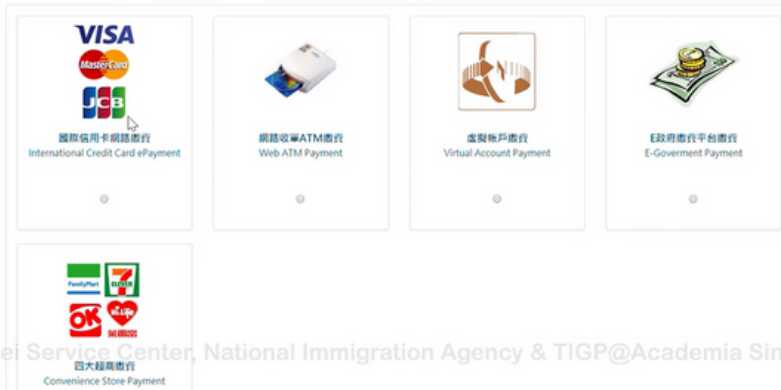 VISA
MasterCard
JCB
國際信用卡網路繳費
International Credit Card ePayment
網路收單ATM繳費
Web ATM Payment
虛擬帳戶繳費
Virtual Account Payment
E政府繳費平台繳費
E-Goverment Payment
FamilyMart
7
ELEVEN
OK
Hi-Life
萊爾富
ei Service Center, National Immigration Agency & TIGP@Academia Sin
四大超商繳費
Convenience Store Payment